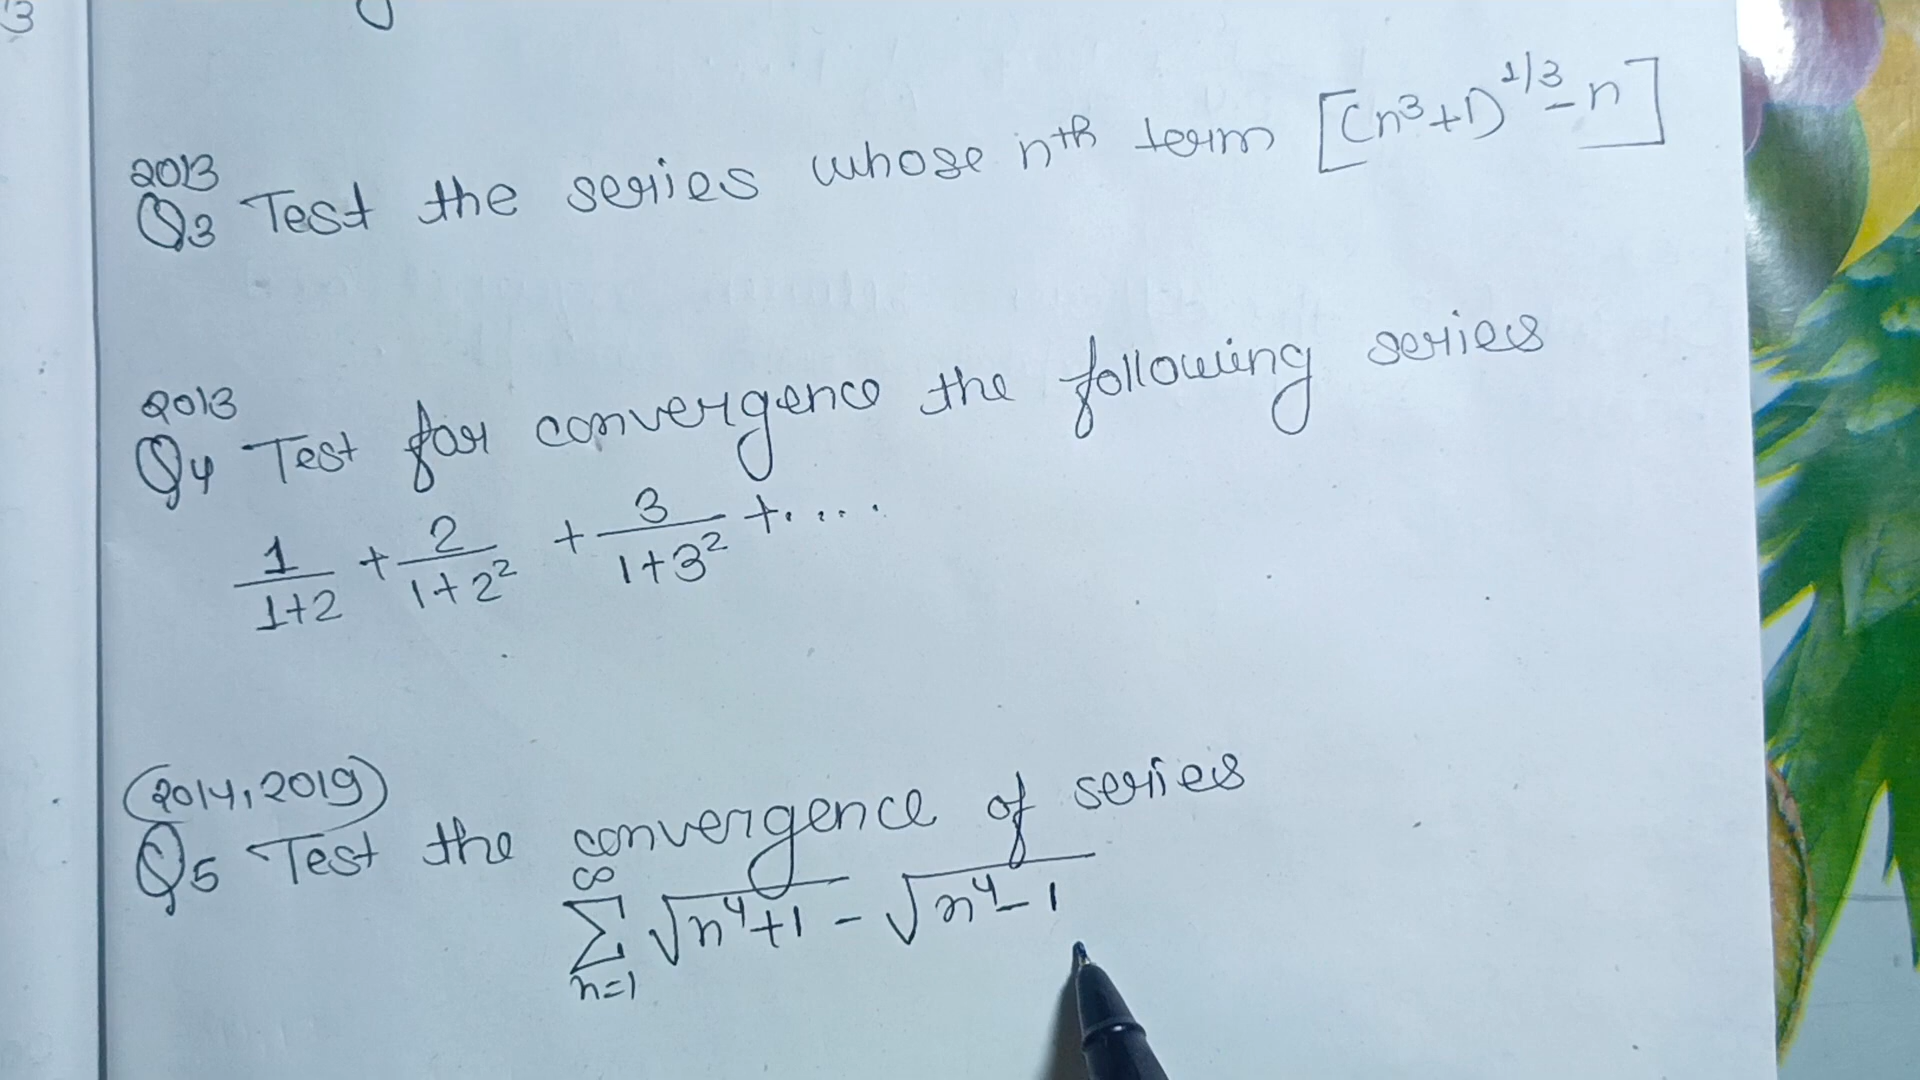 3
2013
Q3 Test the series whose nth term [(n³+1)^1/3 - n]
2013
Q4 Test for convergence the following series
1/1+2 + 2/1+2² + 3/1+3² + ....
(2014, 2019)
Q5 Test the convergence of series
∞
∑ √n⁴+1 - √n⁴-1
n=1